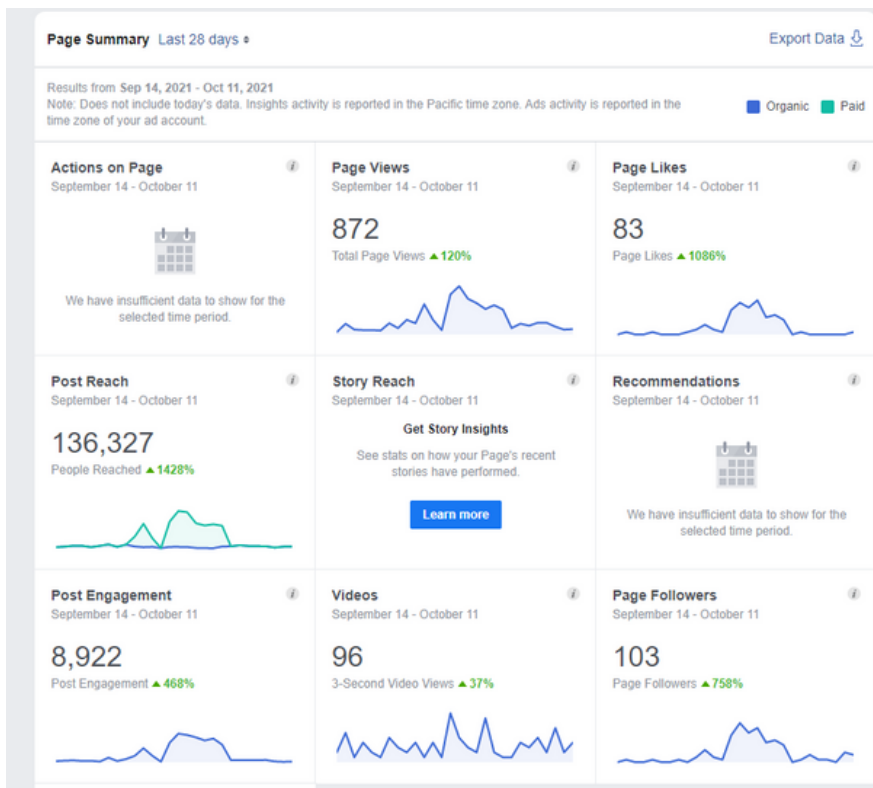 Page Summary Last 28 days
Export Data
Results from Sep 14, 2021 - Oct 11, 2021
Note: Does not include today's data. Insights activity is reported in the Pacific time zone. Ads activity is reported in the
time zone of your ad account.
Organic Paid
Actions on Page
September 14 - October 11
We have insufficient data to show for the
selected time period.
Page Views
September 14 - October 11
872
Total Page Views ▲120%
Page Likes
September 14 - October 11
83
Page Likes ▲1086%
Post Reach
September 14 - October 11
136,327
People Reached ▲1428%
Story Reach
September 14 - October 11
Get Story Insights
See stats on how your Page's recent
stories have performed.
Learn more
Recommendations
September 14 - October 11
We have insufficient data to show for the
selected time period.
Post Engagement
September 14 - October 11
8,922
Post Engagement ▲468%
Videos
September 14 - October 11
96
3-Second Video Views ▲37%
Page Followers
September 14 - October 11
103
Page Followers ▲758%